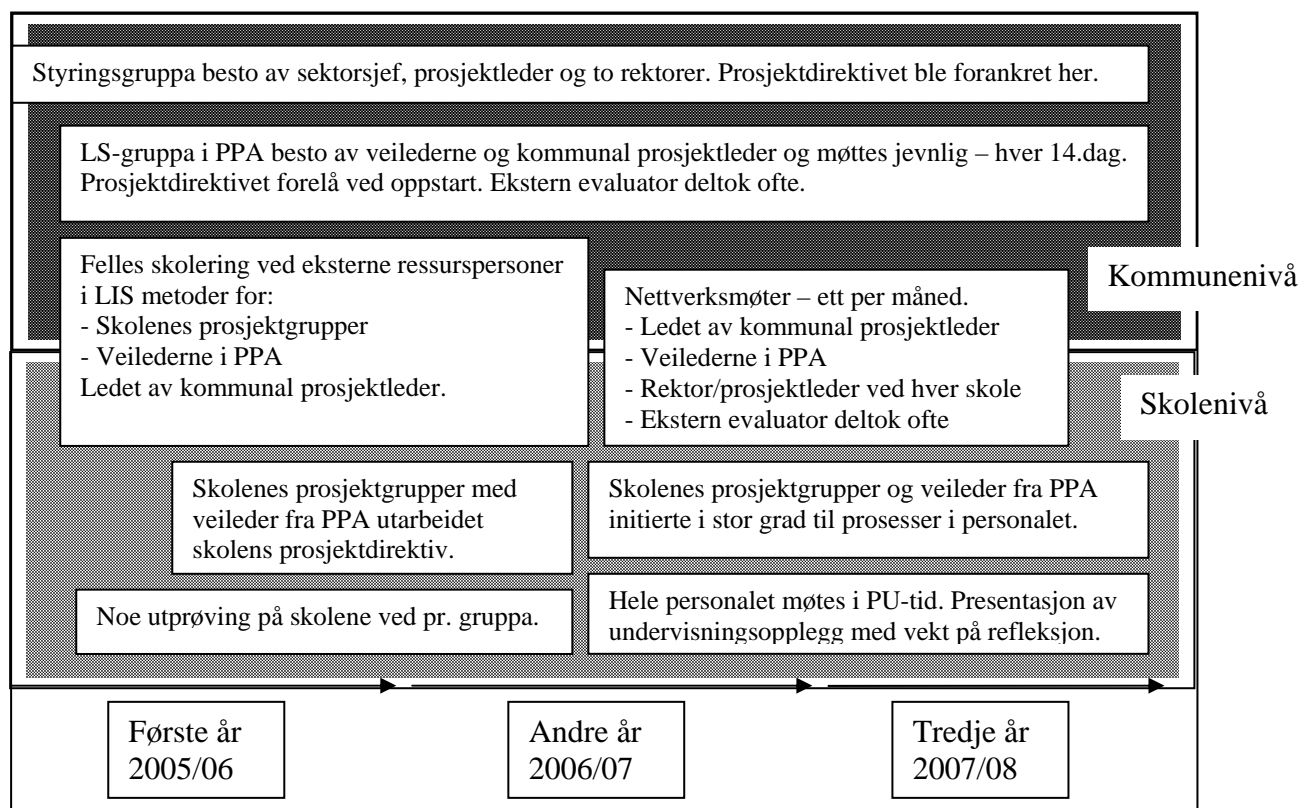 Styringsgruppa besto av sektorsjef, prosjektleder og to rektorer. Prosjektdirektivet ble forankret her.
LS-gruppa i PPA besto av veilederne og kommunal prosjektleder og møttes jevnlig – hver 14.dag.
Prosjektdirektivet forelå ved oppstart. Ekstern evaluator deltok ofte.
Felles skolering ved eksterne ressurspersoner
i LIS metoder for:
- Skolenes prosjektgrupper
- Veilederne i PPA
Ledet av kommunal prosjektleder.
Nettverksmøter – ett per måned.
- Ledet av kommunal prosjektleder
- Veilederne i PPA
- Rektor/prosjektleder ved hver skole
- Ekstern evaluator deltok ofte
Kommunenivå
Skolenivå
Skolenes prosjektgrupper med
veileder fra PPA utarbeidet
skolens prosjektdirektiv.
Skolenes prosjektgrupper og veileder fra PPA
initierte i stor grad til prosesser i personalet.
Noe utprøving på skolene ved pr. gruppa.
Hele personalet møtes i PU-tid. Presentasjon av
undervisningsopplegg med vekt på refleksjon.
Første år
2005/06
Andre år
2006/07
Tredje år
2007/08